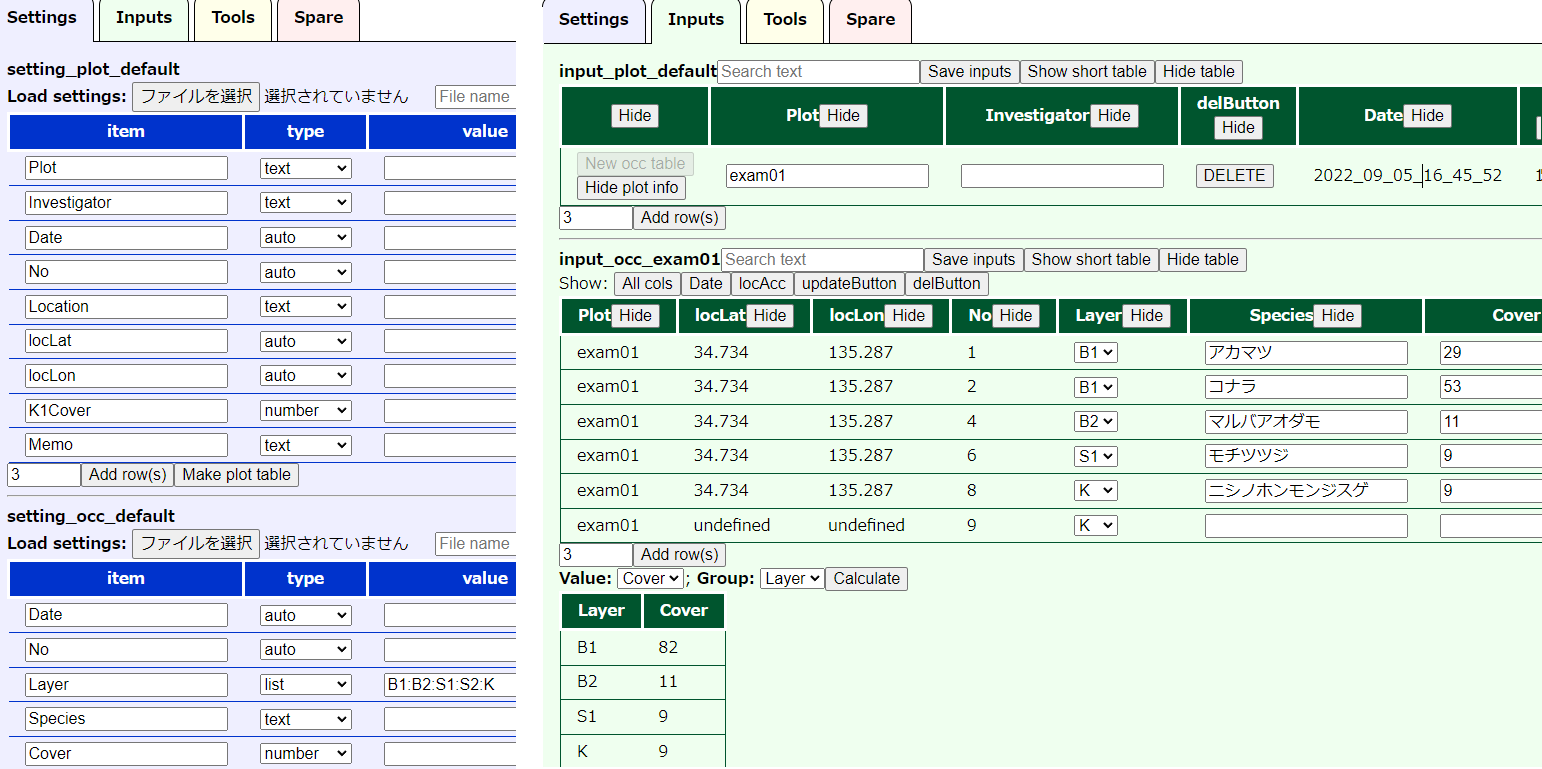 Settings Inputs Tools Spare
setting_plot_default
Load settings: ファイルを選択 選択されていません File name
item type value
Plot text
Investigator text
Date auto
No auto
Location text
locLat auto
locLon auto
K1Cover number
Memo text
3 Add row(s) Make plot table
setting_occ_default
Load settings: ファイルを選択 選択されていません File name
item type value
Date auto
No auto
Layer list B1:B2:S1:S2:K
Species text
Cover number
Settings Inputs Tools Spare
input_plot_default Search text Save inputs Show short table Hide table
Hide Plot Hide Investigator Hide delButton Hide Date Hide
New occ table
Hide plot info exam01 DELETE 2022_09_05_16_45_52
3 Add row(s)
input_occ_exam01 Search text Save inputs Show short table Hide table
Show: All cols Date locAcc updateButton delButton
Plot Hide locLat Hide locLon Hide No Hide Layer Hide Species Hide Cover
exam01 34.734 135.287 1 B1 アカマツ 29
exam01 34.734 135.287 2 B1 コナラ 53
exam01 34.734 135.287 4 B2 マルバアオダモ 11
exam01 34.734 135.287 6 S1 モチツツジ 9
exam01 34.734 135.287 8 K ニシノホンモンジスゲ 9
exam01 undefined undefined 9 K
3 Add row(s)
Value: Cover ; Group: Layer Calculate
Layer Cover
B1 82
B2 11
S1 9
K 9